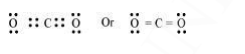 Ö :: C :: Ö Or Ö = C = Ö